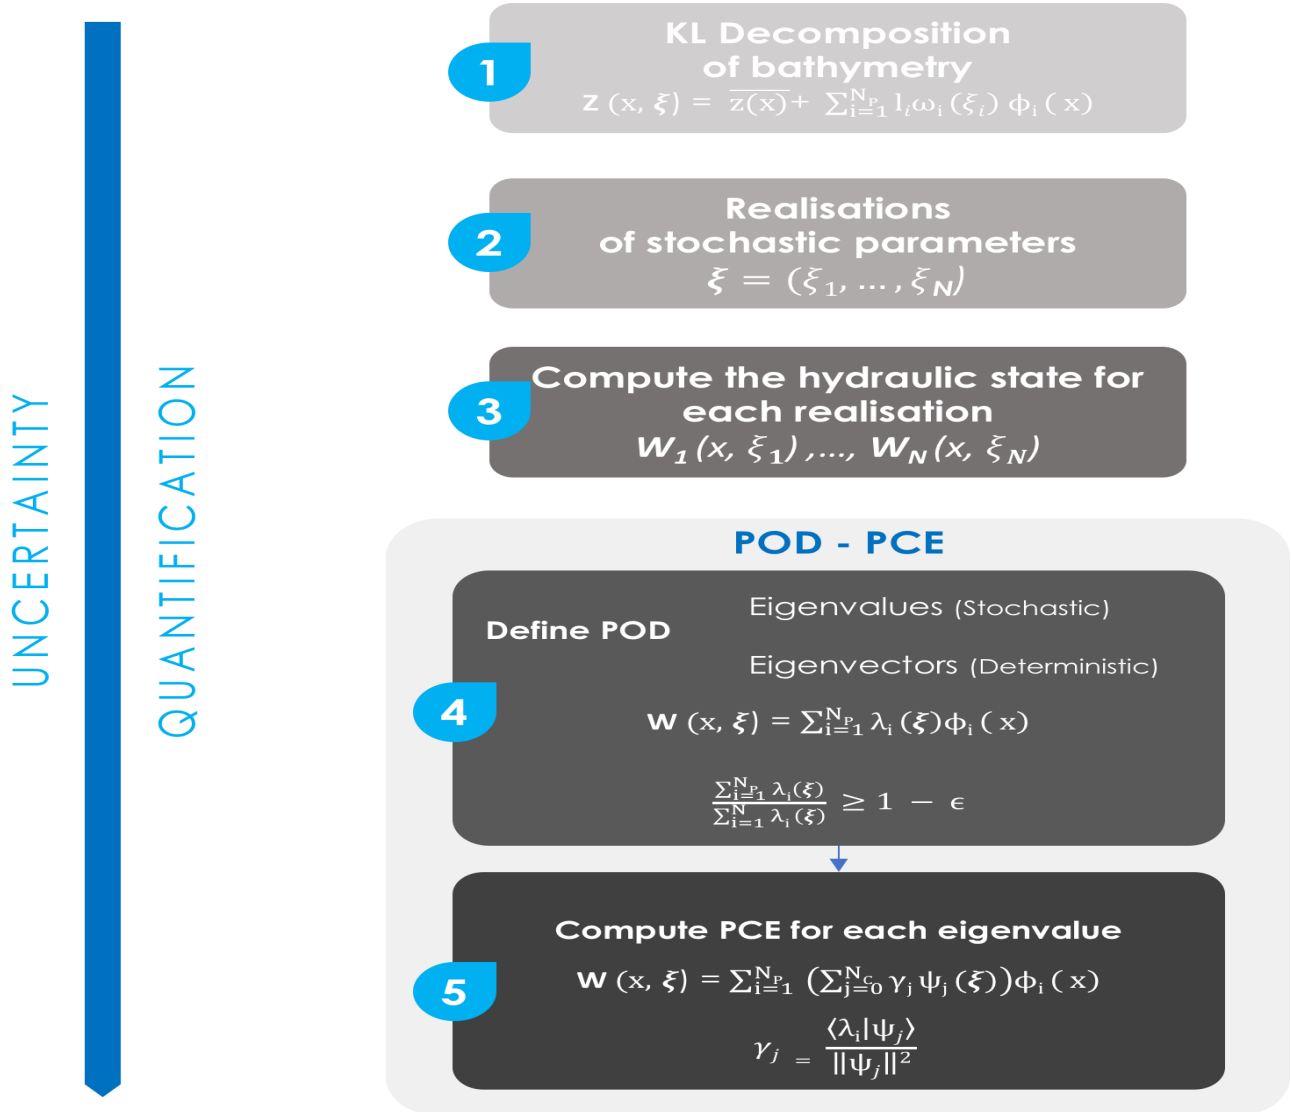 UNCERTAINTY
QUANTIFICATION
1
KL Decomposition
of bathymetry
z (x, ξ) = \overline{z(x)} + ∑_{i=1}^{N_P} l_i ω_i (ξ_i) ϕ_i ( x)
2
Realisations
of stochastic parameters
ξ = (ξ_1, … , ξ_N)
3
Compute the hydraulic state for
each realisation
W_1 (x, ξ_1) ,…, W_N (x, ξ_N)
POD - PCE
4
Define POD
Eigenvalues (Stochastic)
Eigenvectors (Deterministic)
W (x, ξ) = ∑_{i=1}^{N_P} λ_i (ξ)ϕ_i ( x)
\frac{∑_{i=1}^{N_P} λ_i(ξ)}{∑_{i=1}^{N} λ_i(ξ)} ≥ 1 − ϵ
5
Compute PCE for each eigenvalue
W (x, ξ) = ∑_{i=1}^{N_P} (∑_{j=0}^{N_C} γ_j ψ_j (ξ))ϕ_i ( x)
γ_j = \frac{⟨λ_i|ψ_j⟩}{||ψ_j||^2}